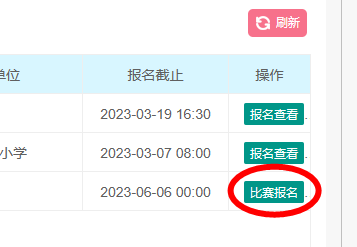 刷新
单位 报名截止 操作
2023-03-19 16:30 报名查看.
小学 2023-03-07 08:00 报名查看.
2023-06-06 00:00 比赛报名.